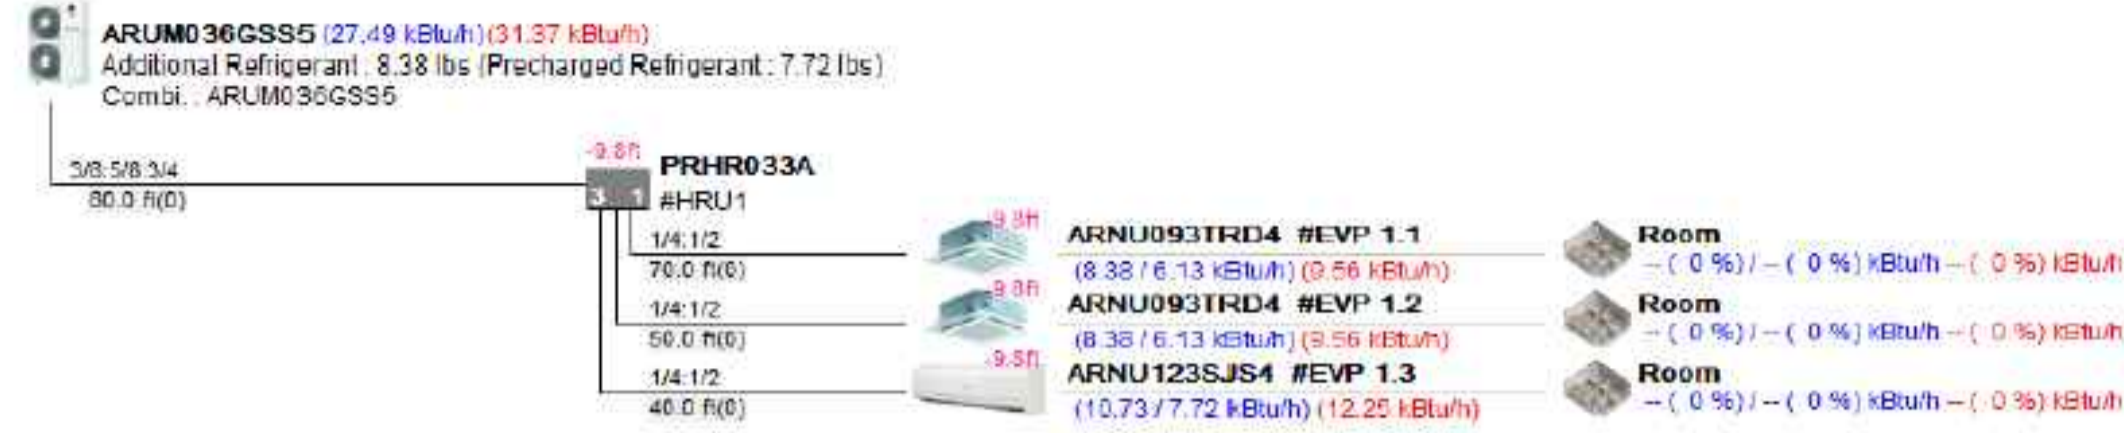 ARUM036GSS5 (27.49 kBtu/h)(31.37 kBtu/h)
Additional Refrigerant : 8.38 lbs (Precharged Refrigerant : 7.72 lbs)
Combi. : ARUM036GSS5
3/8:5/8:3/4
80.0 ft(0)
-9.8ft
PRHR033A
3 1
#HRU1
1/4:1/2
70.0 ft(0)
-9.8ft
ARNU093TRD4 #EVP 1.1
(8.38 / 6.13 kBtu/h) (9.56 kBtu/h)
Room
-- ( 0 %) / -- ( 0 %) kBtu/h -- ( 0 %) kBtu/h
1/4:1/2
50.0 ft(0)
-9.8ft
ARNU093TRD4 #EVP 1.2
(8.38 / 6.13 kBtu/h) (9.56 kBtu/h)
Room
-- ( 0 %) / -- ( 0 %) kBtu/h -- ( 0 %) kBtu/h
1/4:1/2
40.0 ft(0)
-9.8ft
ARNU123SJS4 #EVP 1.3
(10.73 / 7.72 kBtu/h) (12.25 kBtu/h)
Room
-- ( 0 %) / -- ( 0 %) kBtu/h -- ( 0 %) kBtu/h